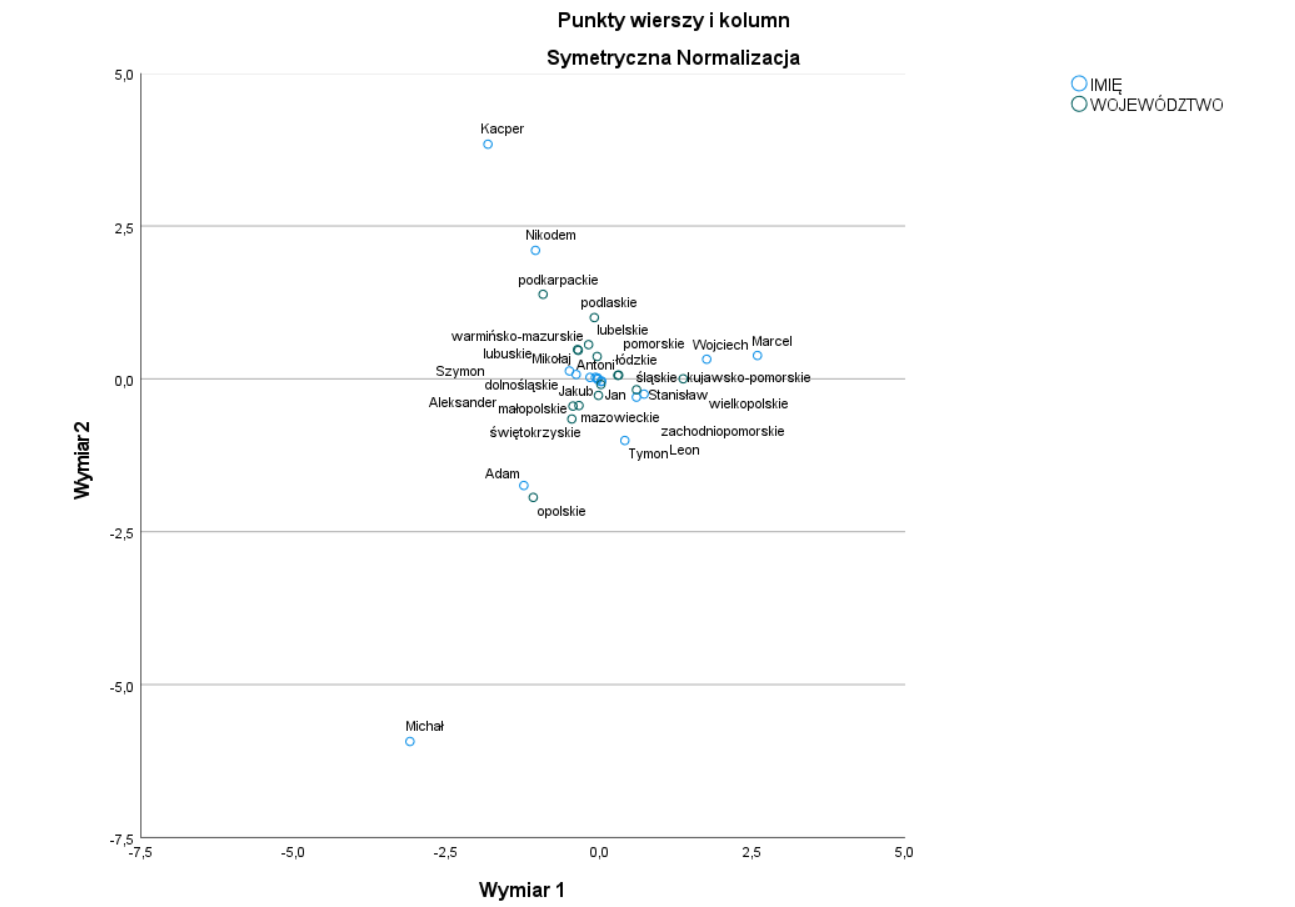 Punkty wierszy i kolumn
Symetryczna Normalizacja
IMIĘ
WOJEWÓDZTWO
5,0
Kacper
2,5
Nikodem
podkarpackie
podlaskie
lubelskie
warmińsko-mazurskie
pomorskie
Wojciech
Marcel
lubuskie
Mikołaj
Antoni
łódzkie
Szymon
0,0
śląskie
kujawsko-pomorskie
dolnośląskie
Jakub
Jan
Stanisław
wielkopolskie
Aleksander
małopolskie
mazowieckie
świętokrzyskie
zachodniopomorskie
Tymon
Leon
Wymiar 2
Adam
opolskie
-2,5
-5,0
Michał
-7,5
-7,5
-5,0
-2,5
0,0
2,5
5,0
Wymiar 1